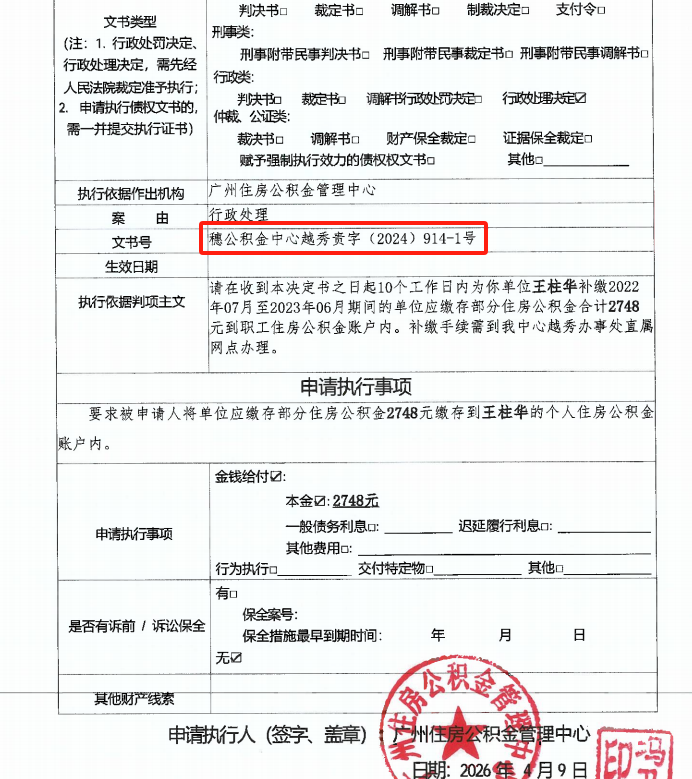 判决书□ 裁定书□ 调解书□ 制裁决定□ 支付令□
刑事类:
刑事附带民事判决书□ 刑事附带民事裁定书□ 刑事附带民事调解书□
行政类:
判决书□ 裁定书□ 调解书行政处罚决定□ 行政处理决定☑
仲裁、公证类:
裁决书□ 调解书□ 财产保全裁定□ 证据保全裁定□
赋予强制执行效力的债权权文书□ 其他□
文书类型
(注：1. 行政处罚决定、
行政处理决定，需先经
人民法院裁定准予执行；
2. 申请执行债权文书的，
需一并提交执行证书)
执行依据作出机构 广州住房公积金管理中心
案 由 行政处理
文书号 穗公积金中心越秀责字（2024）914-1号
生效日期
执行依据判项主文
请在收到本决定书之日起10个工作日内为你单位王柱华补缴2022
年07月至2023年06月期间的单位应缴存部分住房公积金合计2748
元到职工住房公积金账户内。补缴手续需到我中心越秀办事处直属
网点办理。
申请执行事项
要求被申请人将单位应缴存部分住房公积金2748元缴存到王柱华的个人住房公积金
账户内。
申请执行事项
金钱给付☑:
本金☑: 2748元
一般债务利息□: 迟延履行利息□:
其他费用□:
行为执行□ 交付特定物□ 其他□
是否有诉前 / 诉讼保全
有□
保全案号:
保全措施最早到期时间: 年 月 日
无☑
其他财产线索
申请执行人（签字、盖章）：广州住房公积金管理中心
日期: 2026 年 4 月 9 日
州住房公积金管理中
冯
印